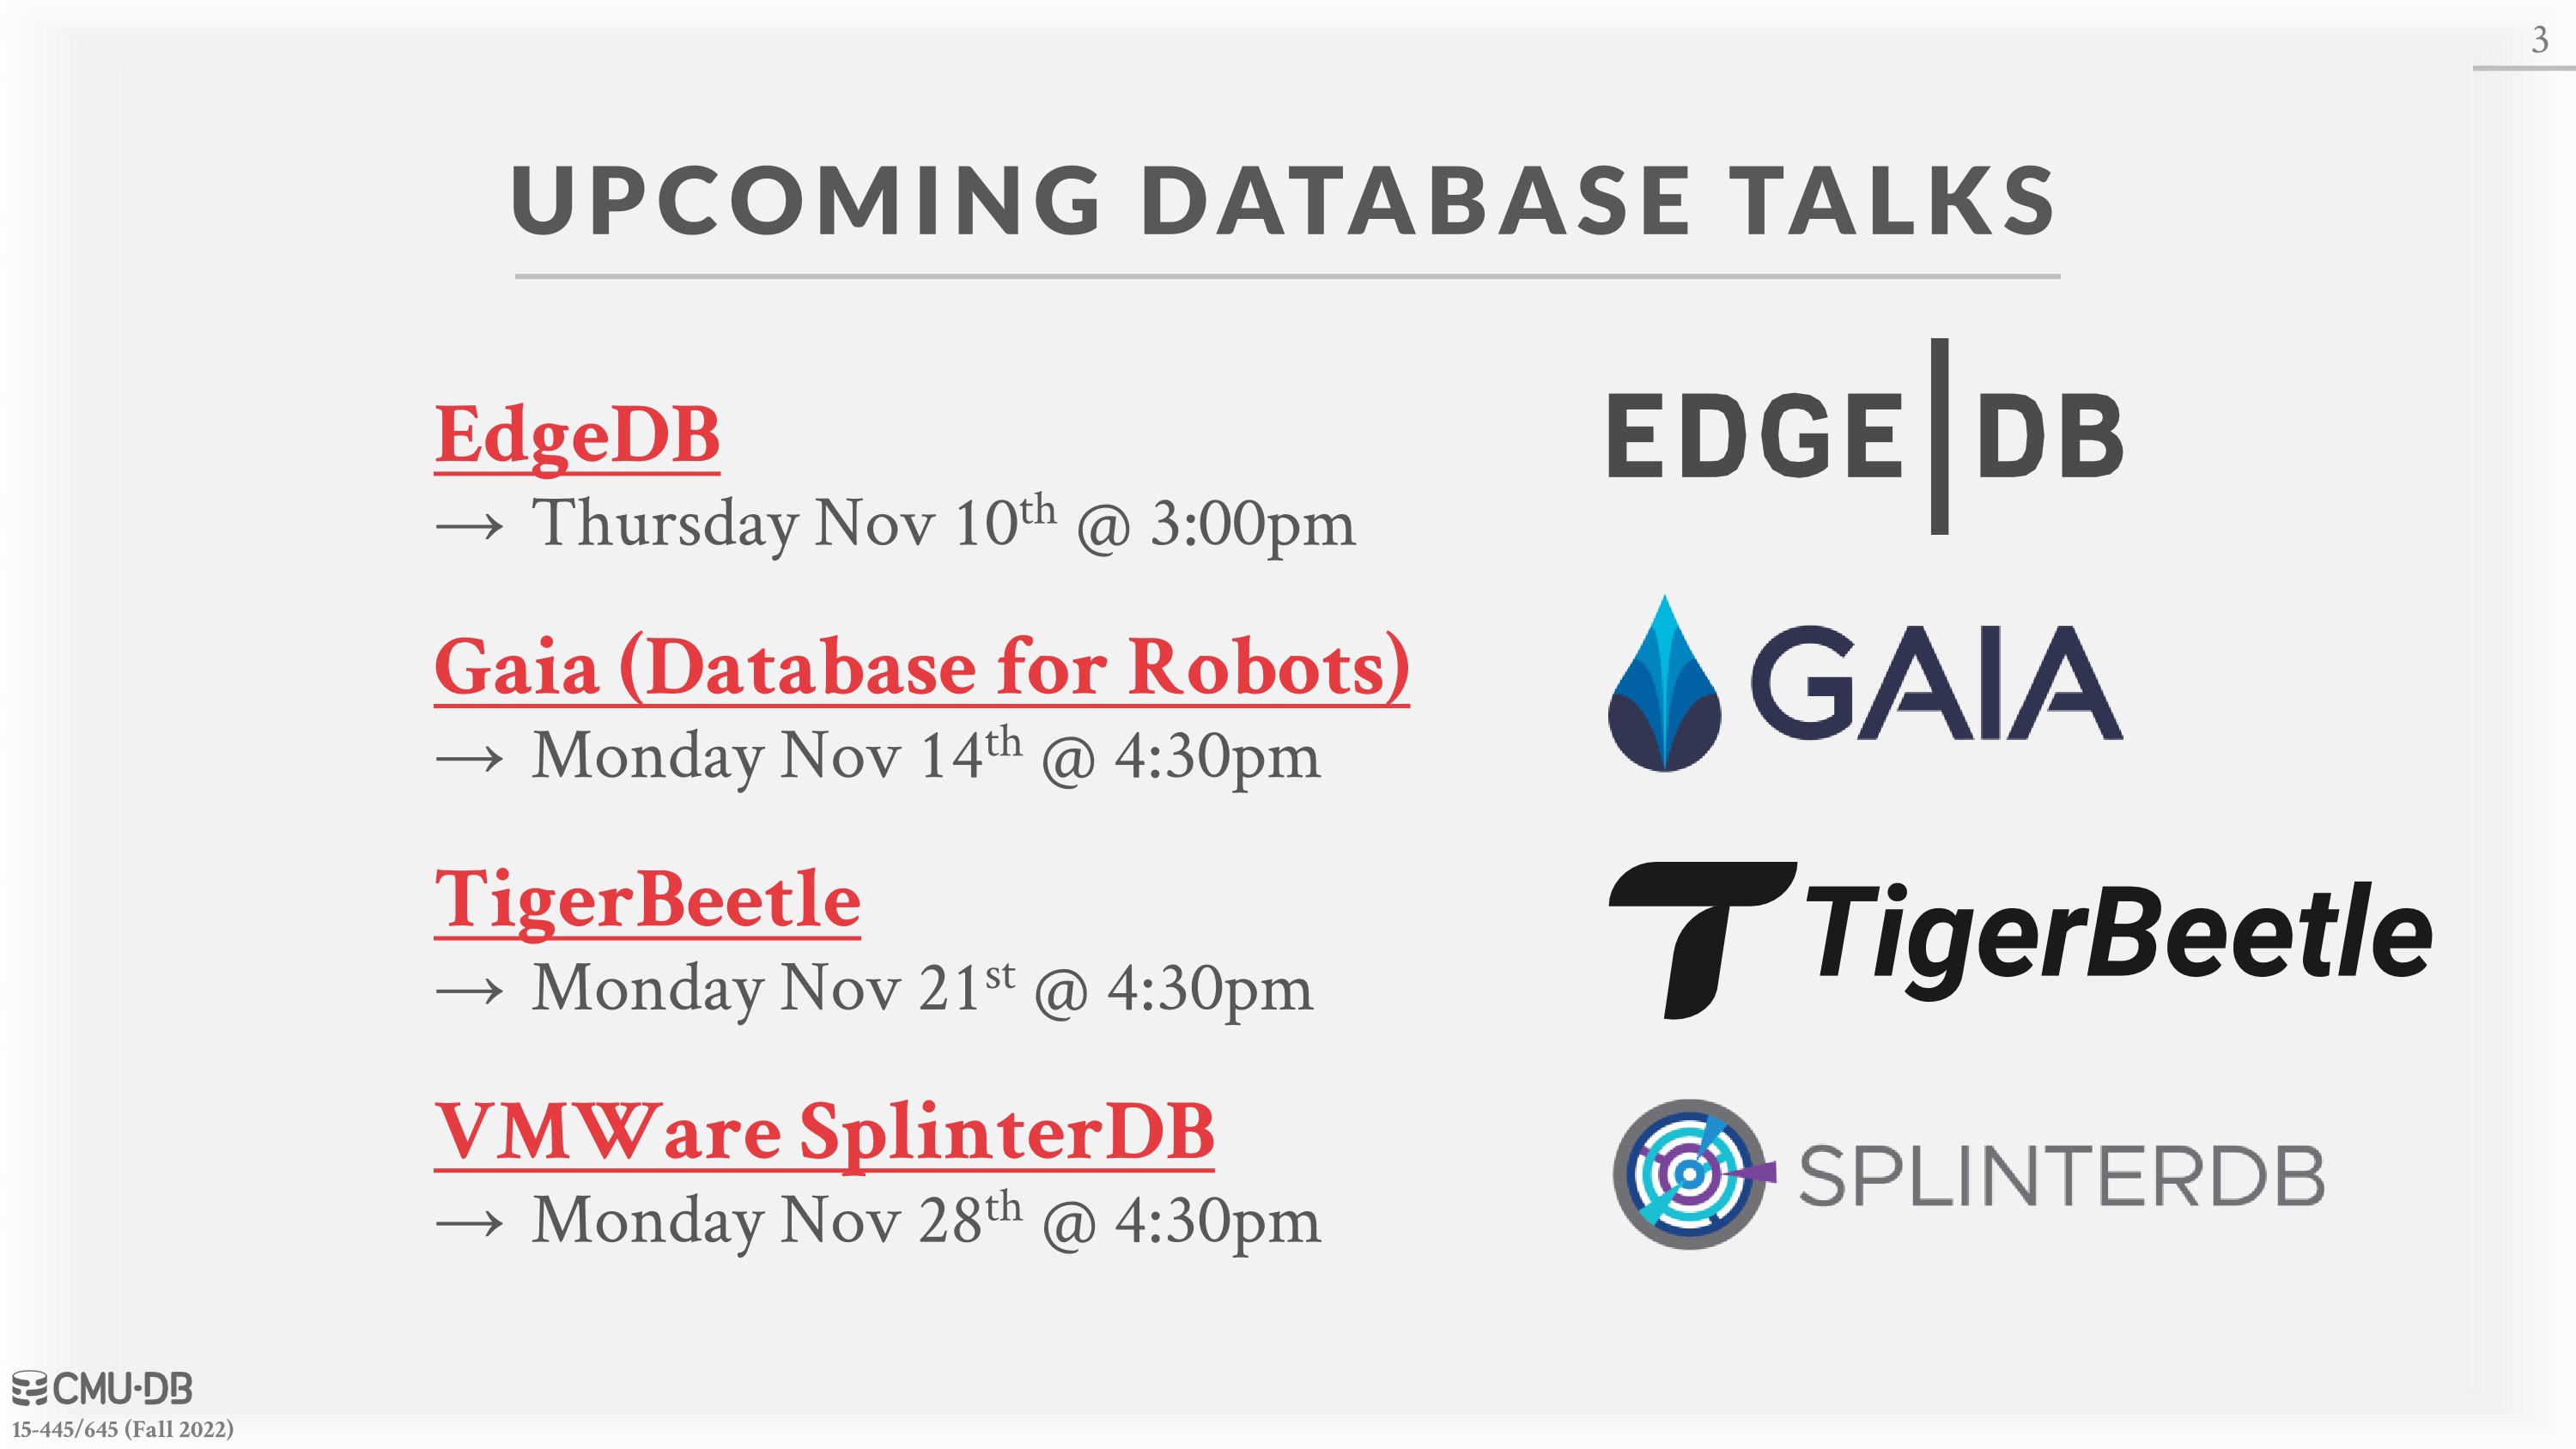 3
UPCOMING DATABASE TALKS
EdgeDB
→ Thursday Nov 10th @ 3:00pm
EDGE|DB
Gaia (Database for Robots)
→ Monday Nov 14th @ 4:30pm
GAIA
TigerBeetle
→ Monday Nov 21st @ 4:30pm
TigerBeetle
VMWare SplinterDB
→ Monday Nov 28th @ 4:30pm
SPLINTERDB
CMU·DB
15-445/645 (Fall 2022)